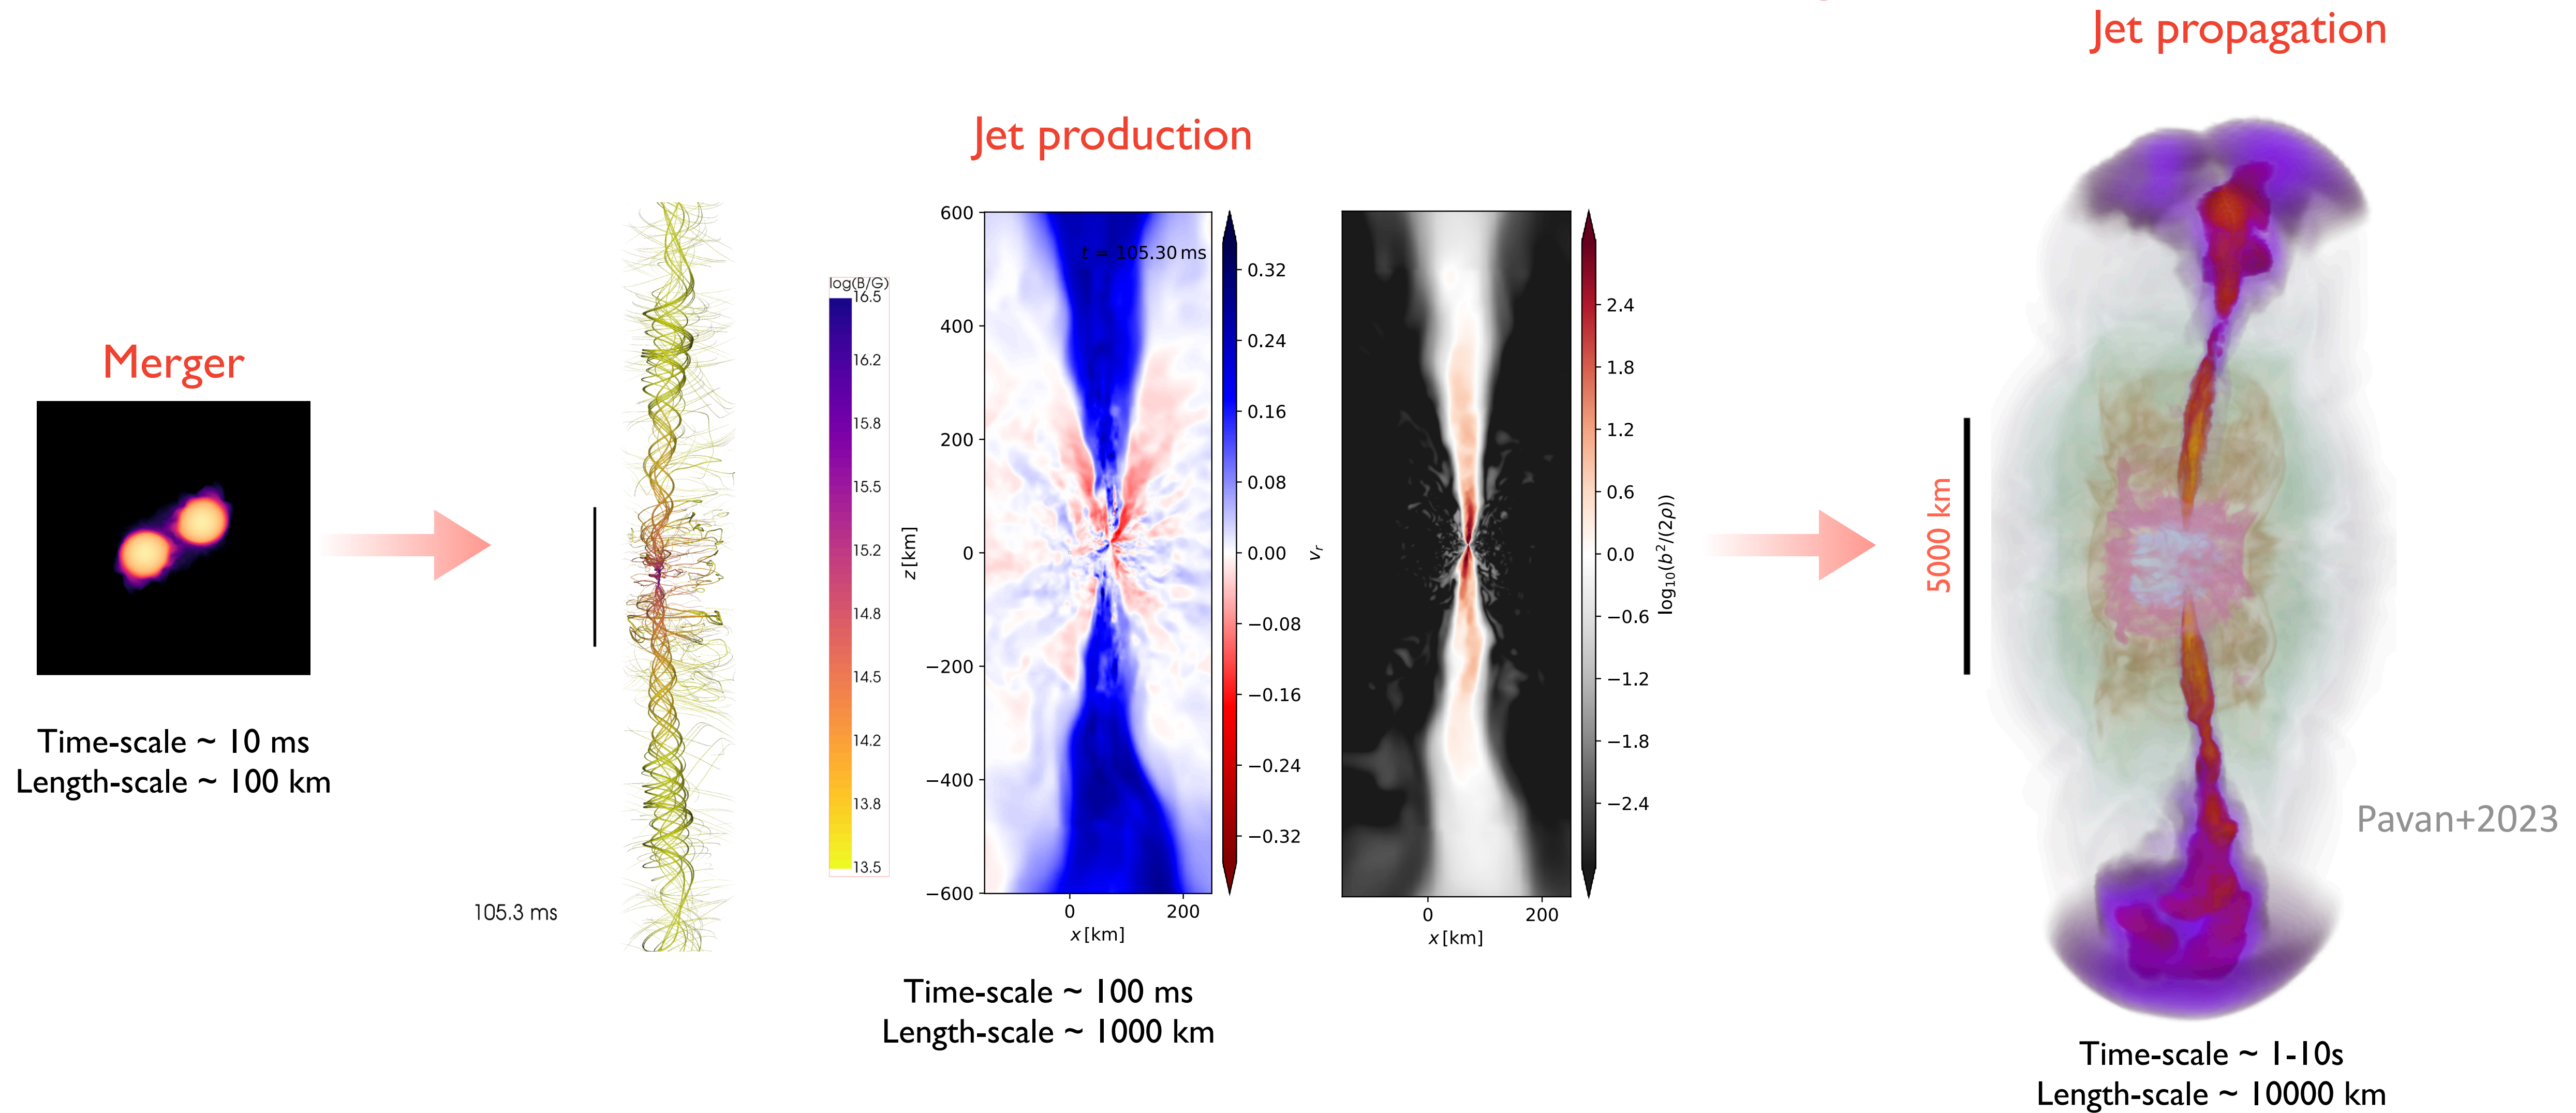 Jet propagation
Jet production
Merger
Time-scale ~ 10 ms
Length-scale ~ 100 km
105.3 ms
log(B/G)
16.5
16.2
15.8
15.5
15.2
14.8
14.5
14.2
13.8
13.5
z [km]
600
400
200
0
−200
−400
−600
t = 105.30 ms
0 200
x [km]
0.32
0.24
0.16
0.08
0.00
−0.08
−0.16
−0.24
−0.32
v_r
0 200
x [km]
2.4
1.8
1.2
0.6
0.0
−0.6
−1.2
−1.8
−2.4
log₁₀(b²/(2ρ))
Time-scale ~ 100 ms
Length-scale ~ 1000 km
5000 km
Pavan+2023
Time-scale ~ 1-10s
Length-scale ~ 10000 km